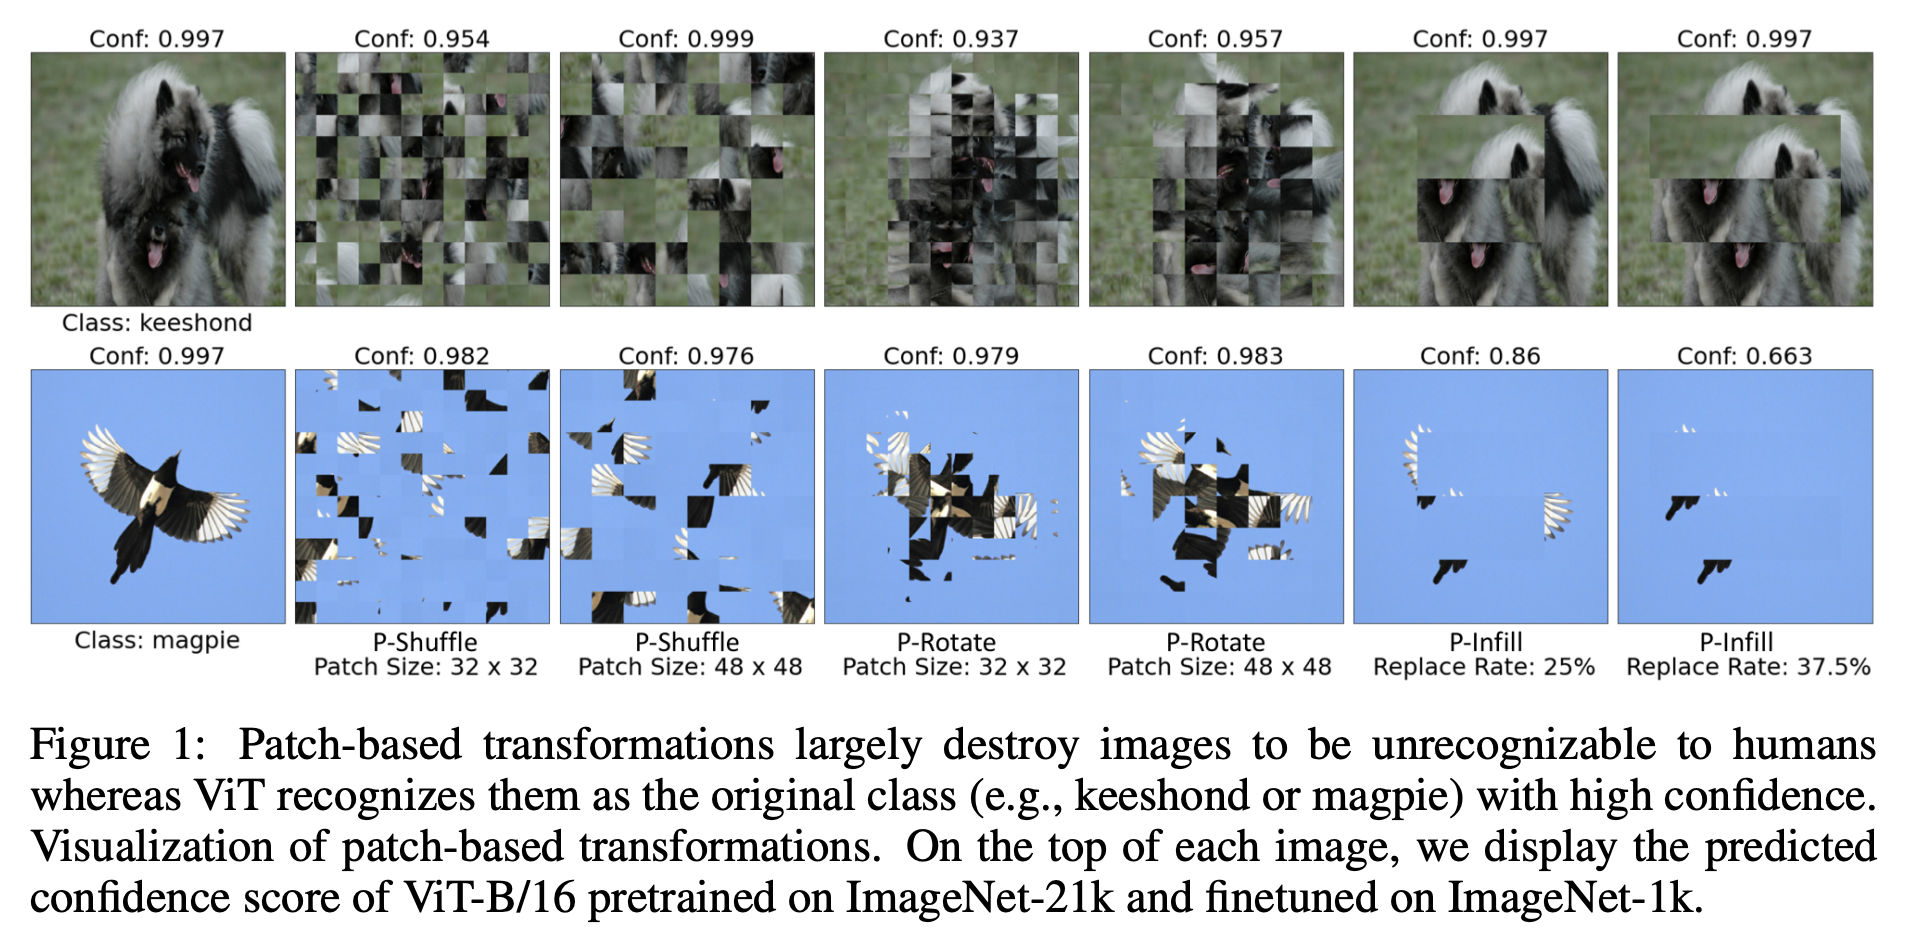 Conf: 0.997 Conf: 0.954 Conf: 0.999 Conf: 0.937 Conf: 0.957 Conf: 0.997 Conf: 0.997
Class: keeshond
Conf: 0.997 Conf: 0.982 Conf: 0.976 Conf: 0.979 Conf: 0.983 Conf: 0.86 Conf: 0.663
Class: magpie P-Shuffle P-Shuffle P-Rotate P-Rotate P-Infill P-Infill
Patch Size: 32 x 32 Patch Size: 48 x 48 Patch Size: 32 x 32 Patch Size: 48 x 48 Replace Rate: 25% Replace Rate: 37.5%
Figure 1: Patch-based transformations largely destroy images to be unrecognizable to humans
whereas ViT recognizes them as the original class (e.g., keeshond or magpie) with high confidence.
Visualization of patch-based transformations. On the top of each image, we display the predicted
confidence score of ViT-B/16 pretrained on ImageNet-21k and finetuned on ImageNet-1k.